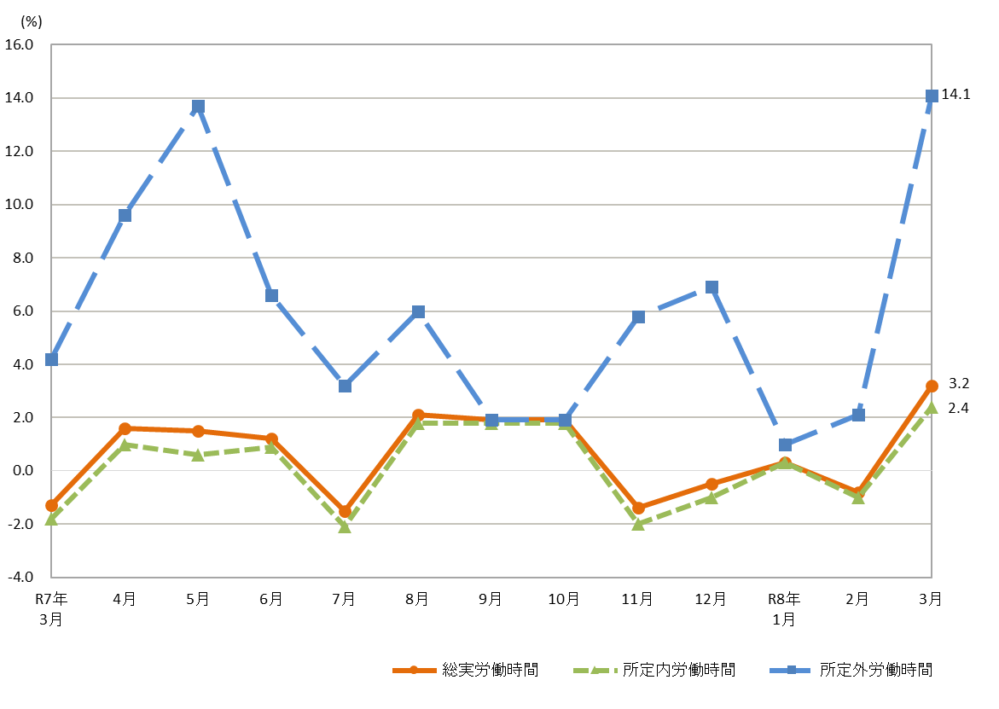 (%)
16.0
14.0
12.0
10.0
8.0
6.0
4.0
2.0
0.0
-2.0
-4.0
14.1
3.2
2.4
R7年
3月
4月
5月
6月
7月
8月
9月
10月
11月
12月
R8年
1月
2月
3月
総実労働時間
所定内労働時間
所定外労働時間